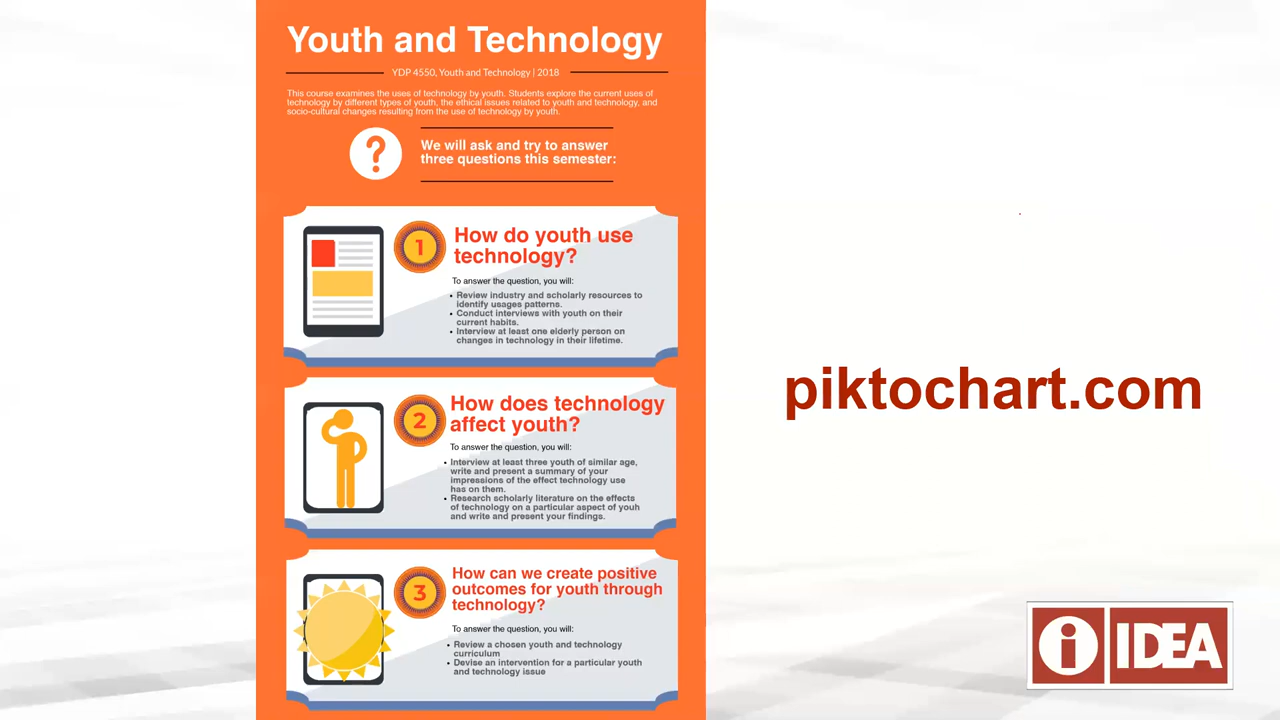 Youth and Technology
YDP 4550, Youth and Technology | 2018
This course examines the uses of technology by youth. Students explore the current uses of
technology by different types of youth, the ethical issues related to youth and technology, and
socio-cultural changes resulting from the use of technology by youth.
?
We will ask and try to answer
three questions this semester:
1
How do youth use
technology?
To answer the question, you will:
• Review industry and scholarly resources to
identify usages patterns.
• Conduct interviews with youth on their
current habits.
• Interview at least one elderly person on
changes in technology in their lifetime.
2
How does technology
affect youth?
To answer the question, you will:
• Interview at least three youth of similar age,
write and present a summary of your
impressions of the effect technology use
has on them.
• Research scholarly literature on the effects
of technology on a particular aspect of youh
and write and present your findings.
3
How can we create positive
outcomes for youth through
technology?
To answer the question, you will:
• Review a chosen youth and technology
curriculum
• Devise an intervention for a particular youth
and technology issue
piktochart.com
i IDEA